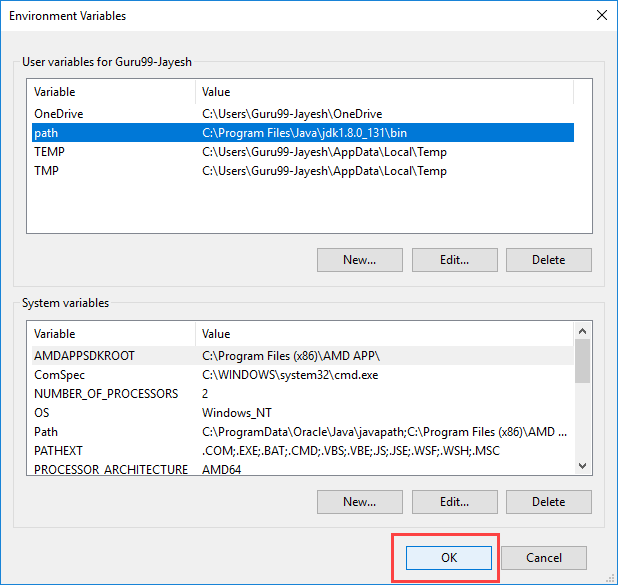 Environment Variables
User variables for Guru99-Jayesh
Variable Value
OneDrive C:\Users\Guru99-Jayesh\OneDrive
path C:\Program Files\Java\jdk1.8.0_131\bin
TEMP C:\Users\Guru99-Jayesh\AppData\Local\Temp
TMP C:\Users\Guru99-Jayesh\AppData\Local\Temp
New... Edit... Delete
System variables
Variable Value
AMDAPPSDKROOT C:\Program Files (x86)\AMD APP\
ComSpec C:\WINDOWS\system32\cmd.exe
NUMBER_OF_PROCESSORS 2
OS Windows_NT
Path C:\ProgramData\Oracle\Java\javapath;C:\Program Files (x86)\AMD ...
PATHEXT .COM;.EXE;.BAT;.CMD;.VBS;.VBE;.JS;.JSE;.WSF;.WSH;.MSC
PROCESSOR_ARCHITECTURE AMD64
New... Edit... Delete
OK Cancel